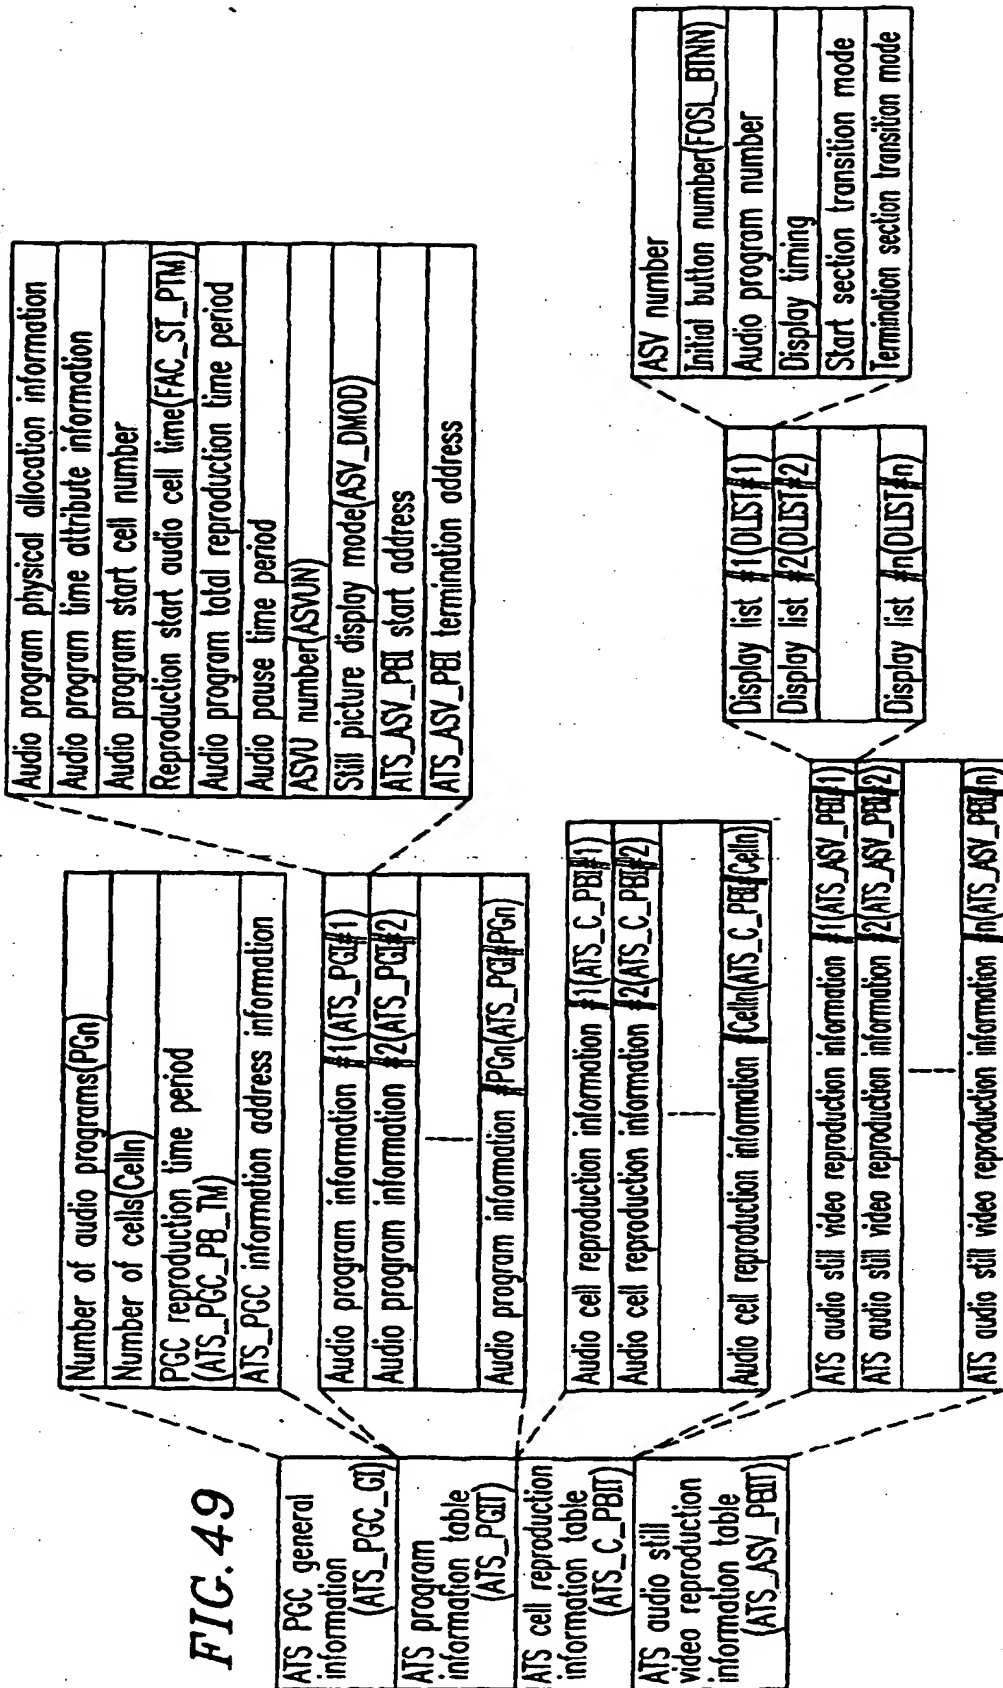 FIG. 49
ATS PGC general
information
(ATS_PGC_GI)
ATS program
information table
(ATS_PGIT)
ATS cell reproduction
information table
(ATS_C_PBIT)
ATS audio still
video reproduction
information table
(ATS_ASV_PBIT)
Number of audio programs(PGn)
Number of cells(Celln)
PGC reproduction time period
(ATS_PGC_PB_TM)
ATS_PGC information address information
Audio program information #1(ATS_PGI#1)
Audio program information #2(ATS_PGI#2)
Audio program information #PGn(ATS_PGI#PGn)
Audio cell reproduction information #1(ATS_C_PBI#1)
Audio cell reproduction information #2(ATS_C_PBI#2)
Audio cell reproduction information #Celln(ATS_C_PBI#Celln)
ATS audio still video reproduction information #1(ATS_ASV_PBI#1)
ATS audio still video reproduction information #2(ATS_ASV_PBI#2)
ATS audio still video reproduction information #n(ATS_ASV_PBI#n)
Audio program physical allocation information
Audio program time attribute information
Audio program start cell number
Reproduction start audio cell time(FAC_ST_PTM)
Audio program total reproduction time period
Audio pause time period
ASVU number(ASVUN)
Still picture display mode(ASV_DMOD)
ATS_ASV_PBI start address
ATS_ASV_PBI termination address
Display list #1(DLIST#1)
Display list #2(DLIST#2)
Display list #n(DLIST#n)
ASV number
Initial button number(FOSL_BTNN)
Audio program number
Display timing
Start section transition mode
Termination section transition mode